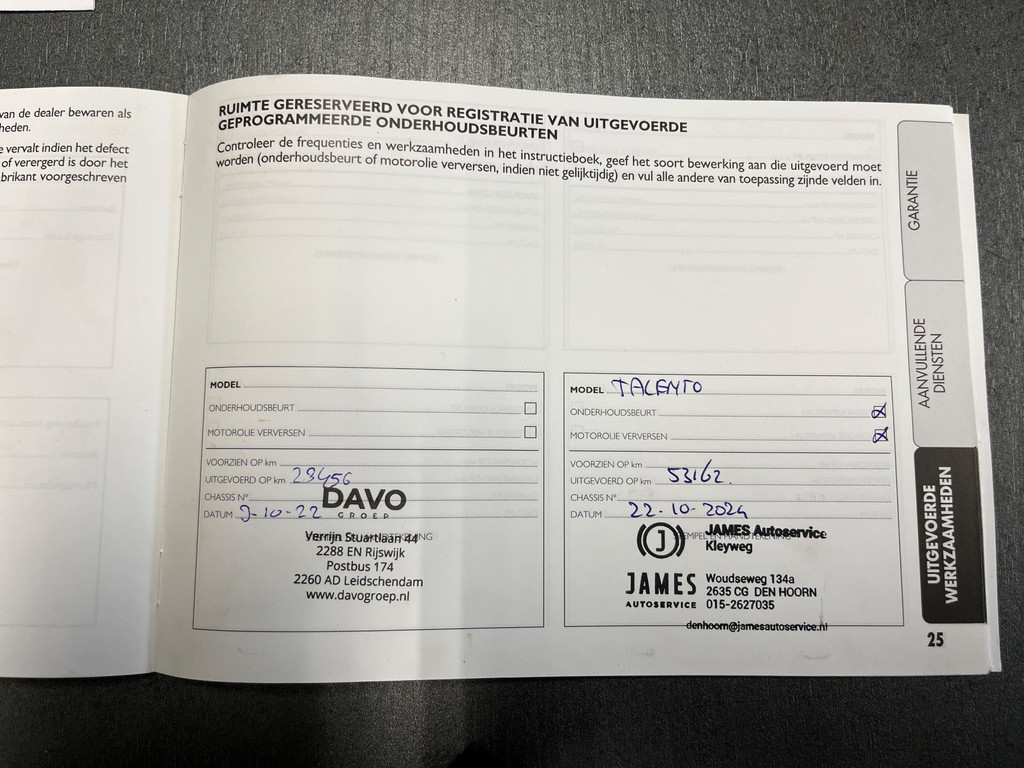 van de dealer bewaren als
heden.
e vervalt indien het defect
of verergerd is door het
brikant voorgeschreven
RUIMTE GERESERVEERD VOOR REGISTRATIE VAN UITGEVOERDE
GEPROGRAMMEERDE ONDERHOUDSBEURTEN
Controleer de frequenties en werkzaamheden in het instructieboek, geef het soort bewerking aan die uitgevoerd moet
worden (onderhoudsbeurt of motorolie verversen, indien niet gelijktijdig) en vul alle andere van toepassing zijnde velden in.
MODEL
ONDERHOUDSBEURT
MOTOROLIE VERVERSEN
VOORZIEN OP km
UITGEVOERD OP km 28456
CHASSIS N°
DATUM 9-10-22
DAVO
GROEP
Verrijn Stuartlaan 44
2288 EN Rijswijk
Postbus 174
2260 AD Leidschendam
www.davogroep.nl
MODEL TALENTO
ONDERHOUDSBEURT
MOTOROLIE VERVERSEN
VOORZIEN OP km
UITGEVOERD OP km 53162.
CHASSIS N°
DATUM 22-10-2024
STEMPEL EN HANDTEKENING
J
JAMES Autoservice
Kleyweg
JAMES
AUTOSERVICE
Woudseweg 134a
2635 CG DEN HOORN
015-2627035
denhoorn@jamesautoservice.nl
GARANTIE
AANVULLENDE
DIENSTEN
UITGEVOERDE
WERKZAAMHEDEN
25